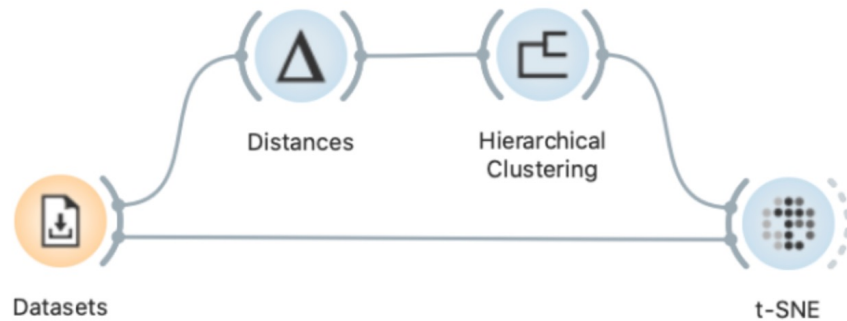 Distances
Hierarchical
Clustering
Datasets
t-SNE